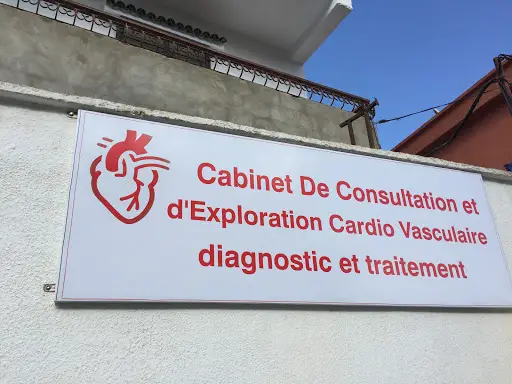 Cabinet De Consultation et
d'Exploration Cardio Vasculaire
diagnostic et traitement